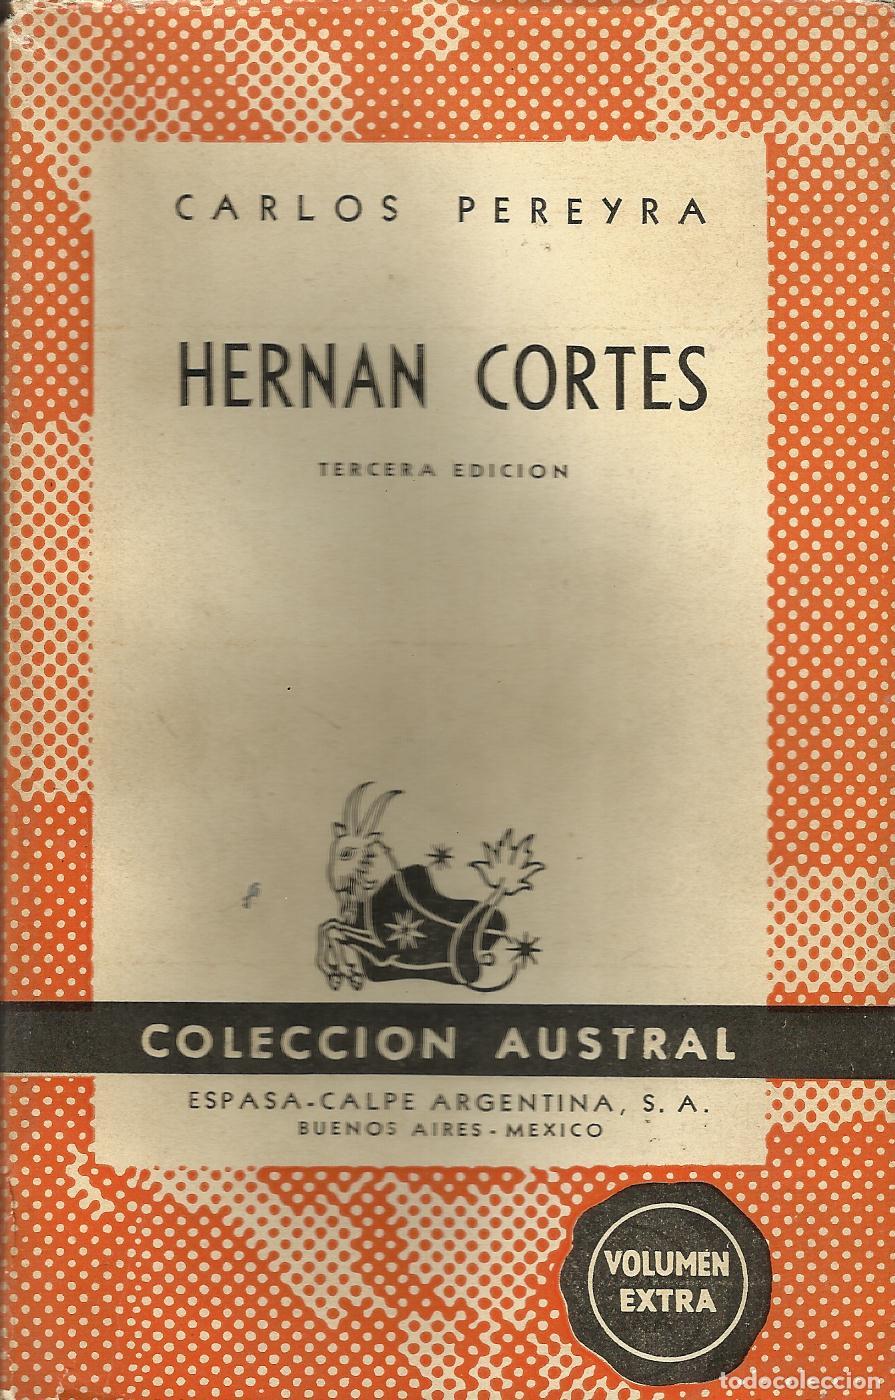 CARLOS PEREYRA
HERNAN CORTES
TERCERA EDICION
COLECCION AUSTRAL
ESPASA-CALPE ARGENTINA, S. A.
BUENOS AIRES - MEXICO
VOLUMEN
EXTRA
todocoleccion